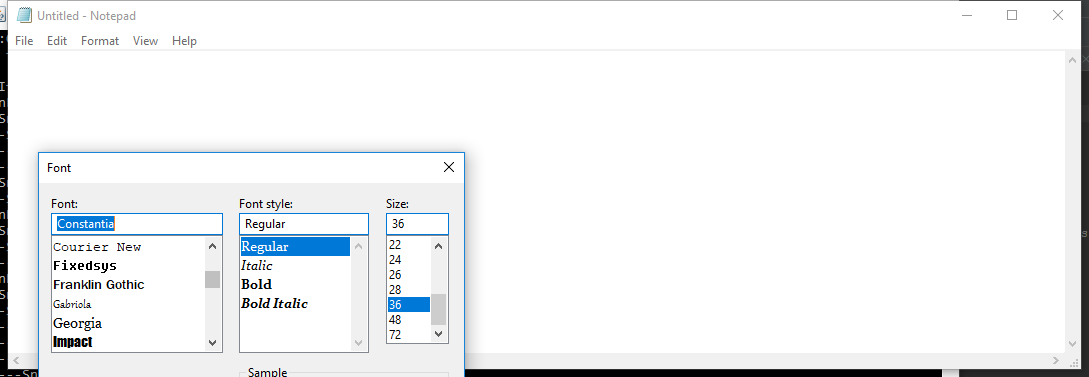 Untitled - Notepad
File Edit Format View Help
Font
Font: Font style: Size:
Constantia Regular 36
Courier New
Fixedsys
Franklin Gothic
Gabriola
Georgia
Impact
Regular
Italic
Bold
Bold Italic
22
24
26
28
36
48
72
Sample